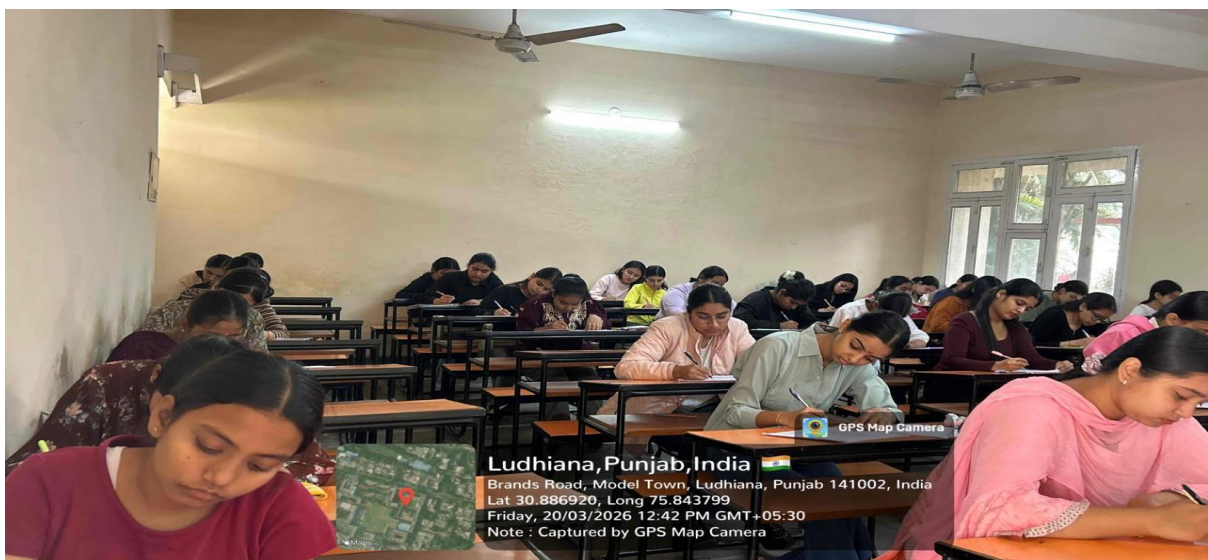 GPS Map Camera
Ludhiana,Punjab,India
Brands Road, Model Town, Ludhiana, Punjab 141002, India
Lat 30.886920, Long 75.843799
Friday, 20/03/2026 12:42 PM GMT+05:30
Note : Captured by GPS Map Camera
Maps